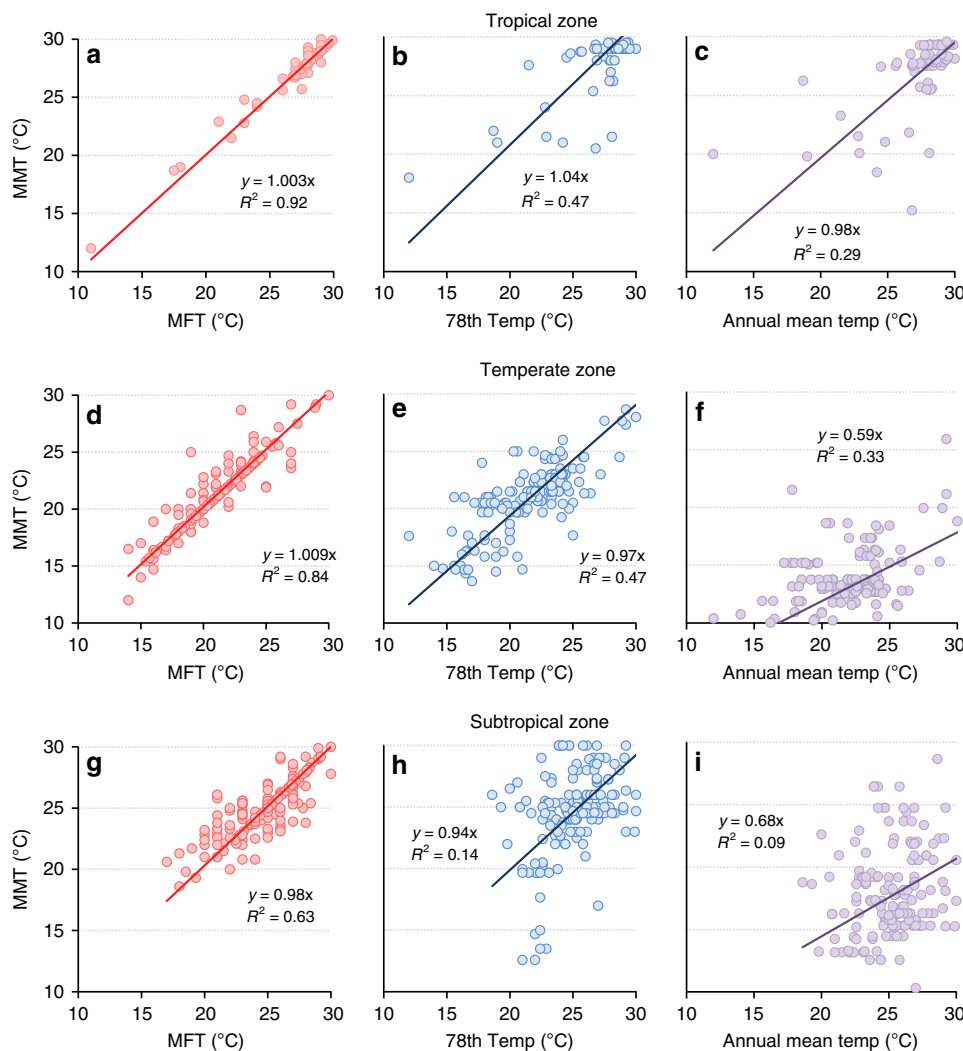 Tropical zone
a
b
c
MMT (°C)
30
25
20
15
10
y = 1.003x
R² = 0.92
y = 1.04x
R² = 0.47
y = 0.98x
R² = 0.29
10 15 20 25 30
10 15 20 25 30
10 15 20 25 30
MFT (°C)
78th Temp (°C)
Annual mean temp (°C)
Temperate zone
d
e
f
MMT (°C)
30
25
20
15
10
y = 1.009x
R² = 0.84
y = 0.97x
R² = 0.47
y = 0.59x
R² = 0.33
10 15 20 25 30
10 15 20 25 30
10 15 20 25 30
MFT (°C)
78th Temp (°C)
Annual mean temp (°C)
Subtropical zone
g
h
i
MMT (°C)
30
25
20
15
10
y = 0.98x
R² = 0.63
y = 0.94x
R² = 0.14
y = 0.68x
R² = 0.09
10 15 20 25 30
10 15 20 25 30
10 15 20 25 30
MFT (°C)
78th Temp (°C)
Annual mean temp (°C)